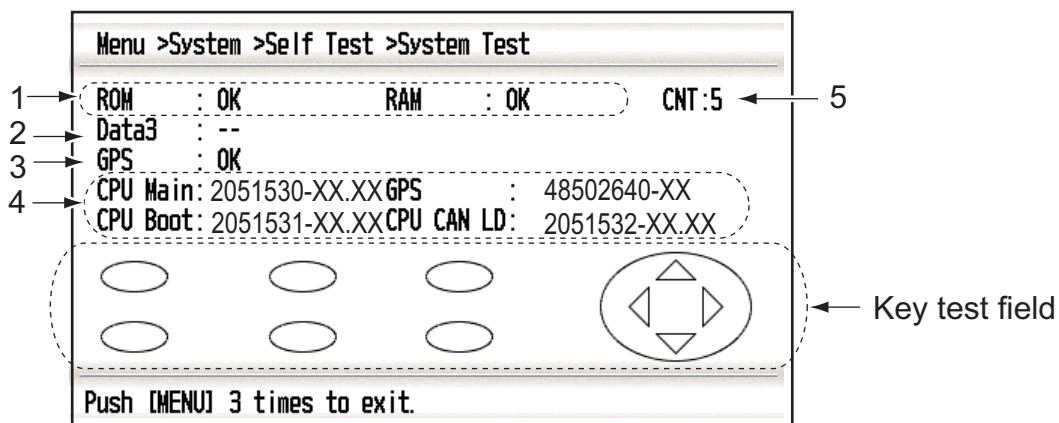 Menu >System >Self Test >System Test
1 ROM : OK RAM : OK CNT:5 5
2 Data3 : --
3 GPS : OK
4 CPU Main: 2051530-XX.XX GPS : 48502640-XX
CPU Boot: 2051531-XX.XX CPU CAN LD: 2051532-XX.XX
Key test field
Push [MENU] 3 times to exit.